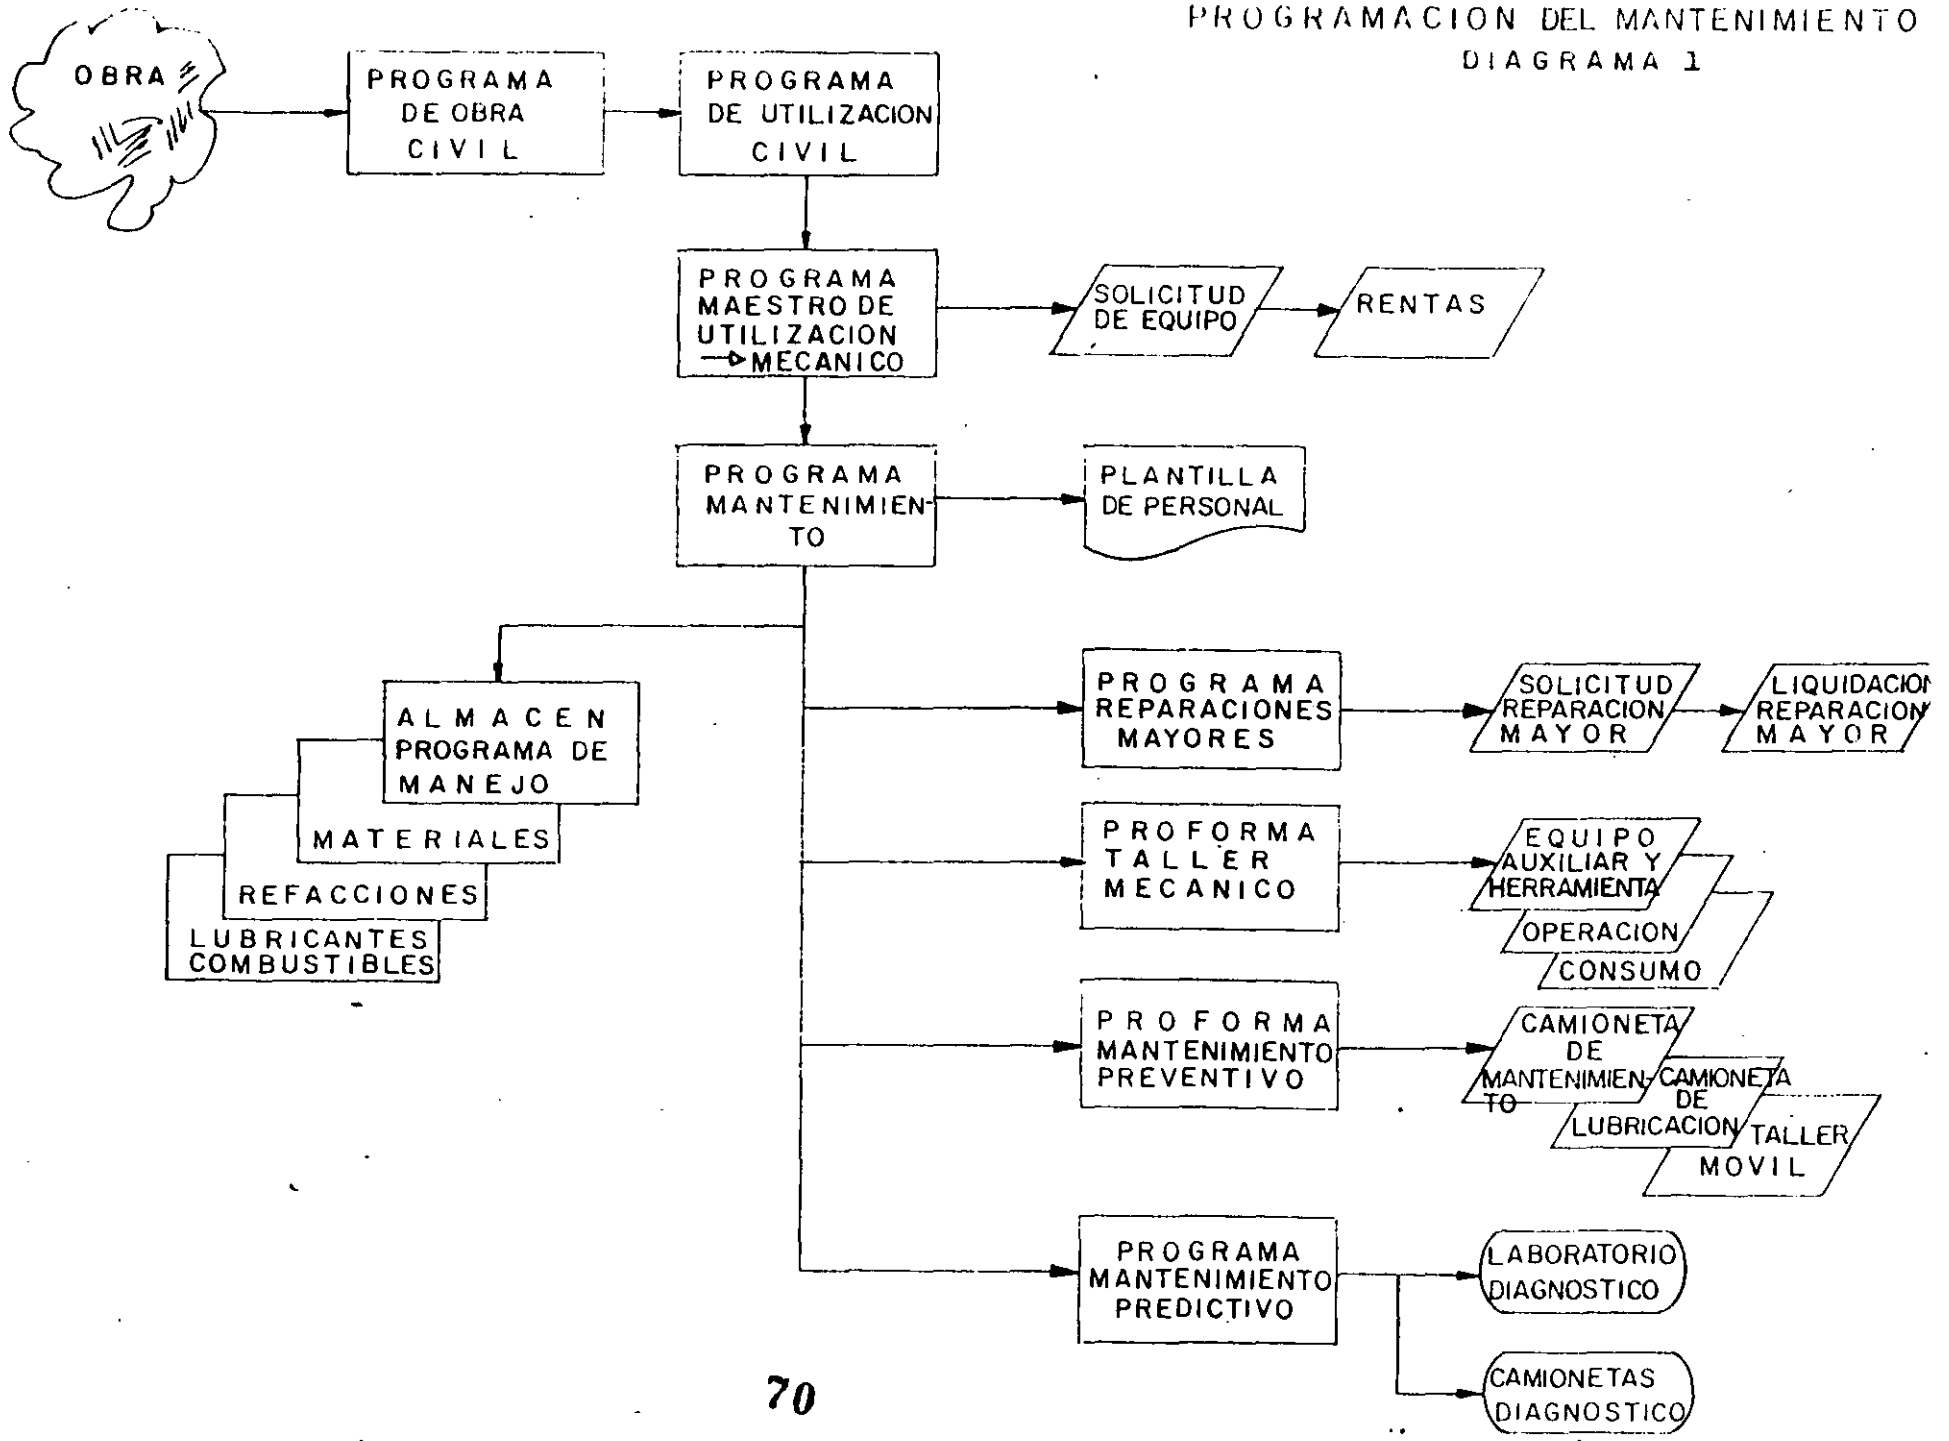 PROGRAMACION DEL MANTENIMIENTO
DIAGRAMA 1
OBRA
PROGRAMA
DE OBRA
CIVIL
PROGRAMA
DE UTILIZACION
CIVIL
PROGRAMA
MAESTRO DE
UTILIZACION
MECANICO
SOLICITUD
DE EQUIPO
RENTAS
PROGRAMA
MANTENIMIEN-
TO
PLANTILLA
DE PERSONAL
ALMACEN
PROGRAMA DE
MANEJO
MATERIALES
REFACCIONES
LUBRICANTES
COMBUSTIBLES
PROGRAMA
REPARACIONES
MAYORES
SOLICITUD
REPARACION
MAYOR
LIQUIDACION
REPARACION
MAYOR
PROFORMA
TALLER
MECANICO
EQUIPO
AUXILIAR Y
HERRAMIENTA
OPERACION
CONSUMO
PROFORMA
MANTENIMIENTO
PREVENTIVO
CAMIONETA
DE
MANTENIMIEN-
TO
CAMIONETA
DE
LUBRICACION
TALLER
MOVIL
PROGRAMA
MANTENIMIENTO
PREDICTIVO
LABORATORIO
DIAGNOSTICO
CAMIONETAS
DIAGNOSTICO
70